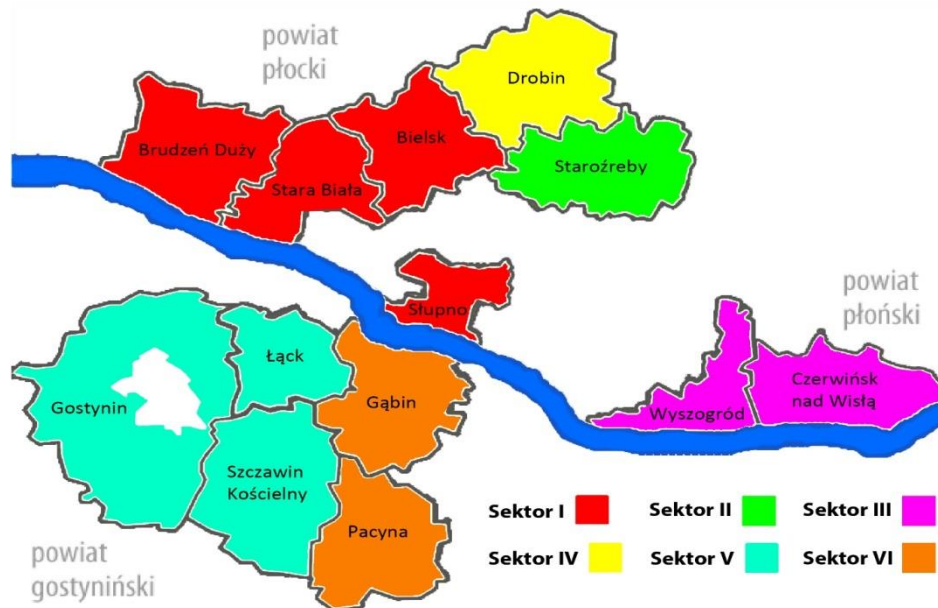 powiat
płocki
Drobin
Bielsk
Brudzeń Duży
Staroźreby
Stara Biała
Słupno
powiat
płoński
Łąck
Gostynin
Gąbin
Czerwińsk
nad Wisłą
Wyszogród
Szczawin
Kościelny
Pacyna
Sektor I
Sektor II
Sektor III
Sektor IV
Sektor V
Sektor VI
powiat
gostyniński